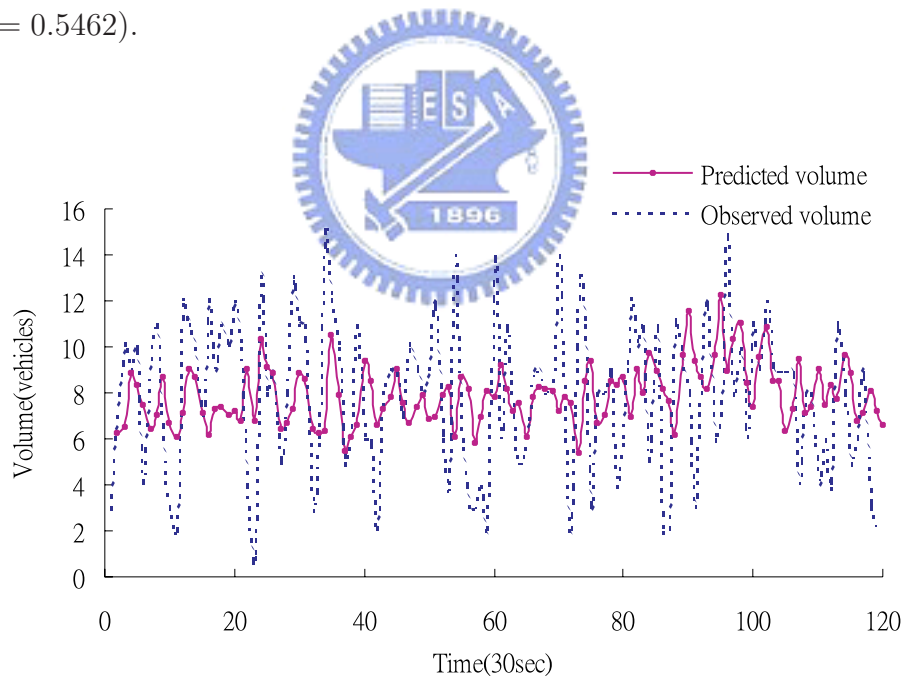 = 0.5462).
E S A
1896
Predicted volume
Observed volume
16
14
12
10
8
6
4
2
0
Volume(vehicles)
0 20 40 60 80 100 120
Time(30sec)